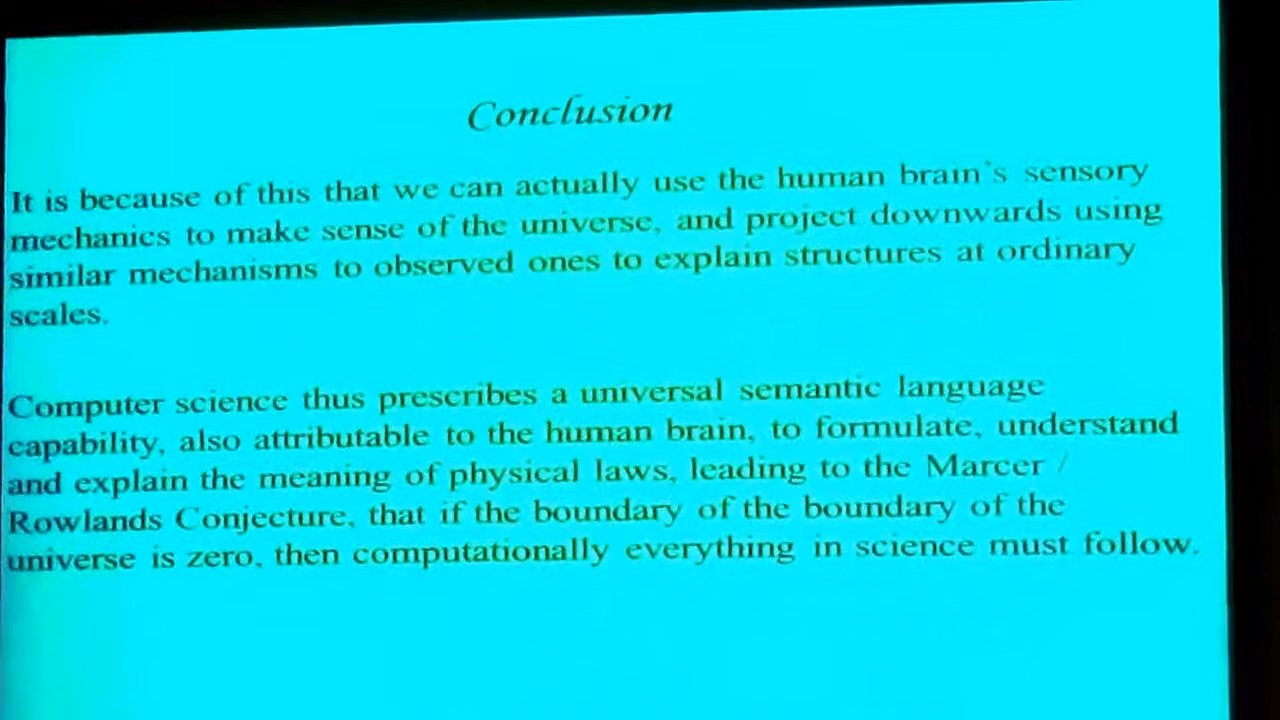 Conclusion
It is because of this that we can actually use the human brain's sensory
mechanics to make sense of the universe, and project downwards using
similar mechanisms to observed ones to explain structures at ordinary
scales.
Computer science thus prescribes a universal semantic language
capability, also attributable to the human brain, to formulate, understand
and explain the meaning of physical laws, leading to the Marcer /
Rowlands Conjecture, that if the boundary of the boundary of the
universe is zero, then computationally everything in science must follow.